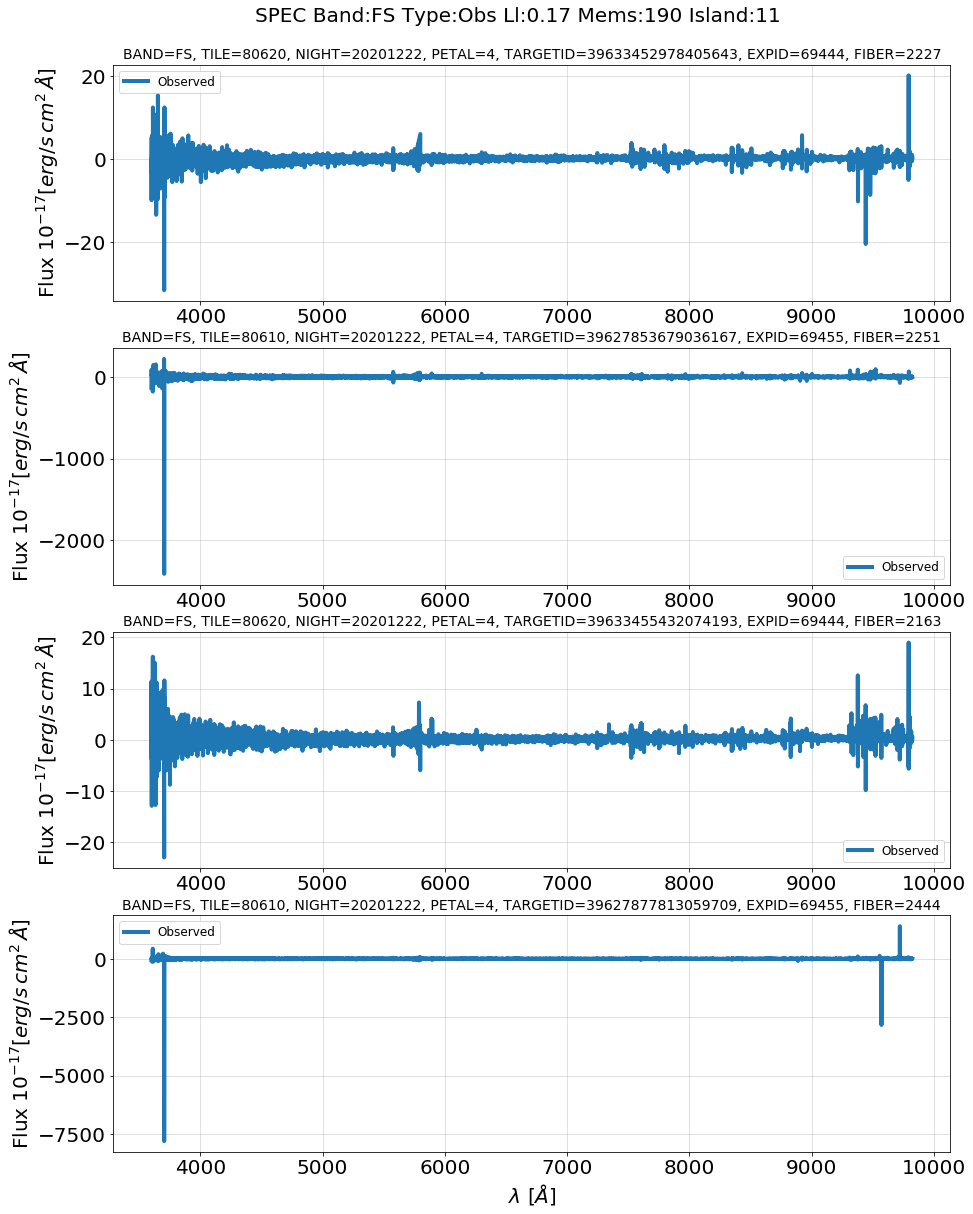 SPEC Band:FS Type:Obs Ll:0.17 Mems:190 Island:11
BAND=FS, TILE=80620, NIGHT=20201222, PETAL=4, TARGETID=39633452978405643, EXPID=69444, FIBER=2227
Observed
Flux 10⁻¹⁷[erg/s cm² Å]
20
0
−20
4000 5000 6000 7000 8000 9000 10000
BAND=FS, TILE=80610, NIGHT=20201222, PETAL=4, TARGETID=39627853679036167, EXPID=69455, FIBER=2251
Flux 10⁻¹⁷[erg/s cm² Å]
0
−1000
−2000
Observed
4000 5000 6000 7000 8000 9000 10000
BAND=FS, TILE=80620, NIGHT=20201222, PETAL=4, TARGETID=39633455432074193, EXPID=69444, FIBER=2163
Flux 10⁻¹⁷[erg/s cm² Å]
20
10
0
−10
−20
Observed
4000 5000 6000 7000 8000 9000 10000
BAND=FS, TILE=80610, NIGHT=20201222, PETAL=4, TARGETID=39627877813059709, EXPID=69455, FIBER=2444
Observed
Flux 10⁻¹⁷[erg/s cm² Å]
0
−2500
−5000
−7500
4000 5000 6000 7000 8000 9000 10000
λ [Å]